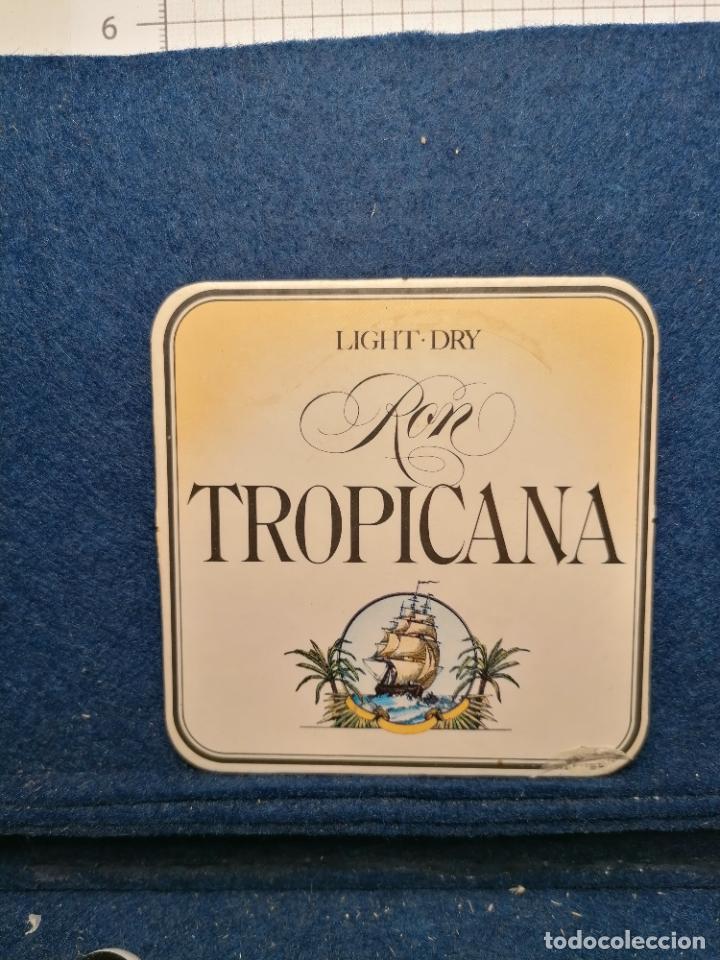 6
LIGHT·DRY
Ron
TROPICANA
todocoleccion